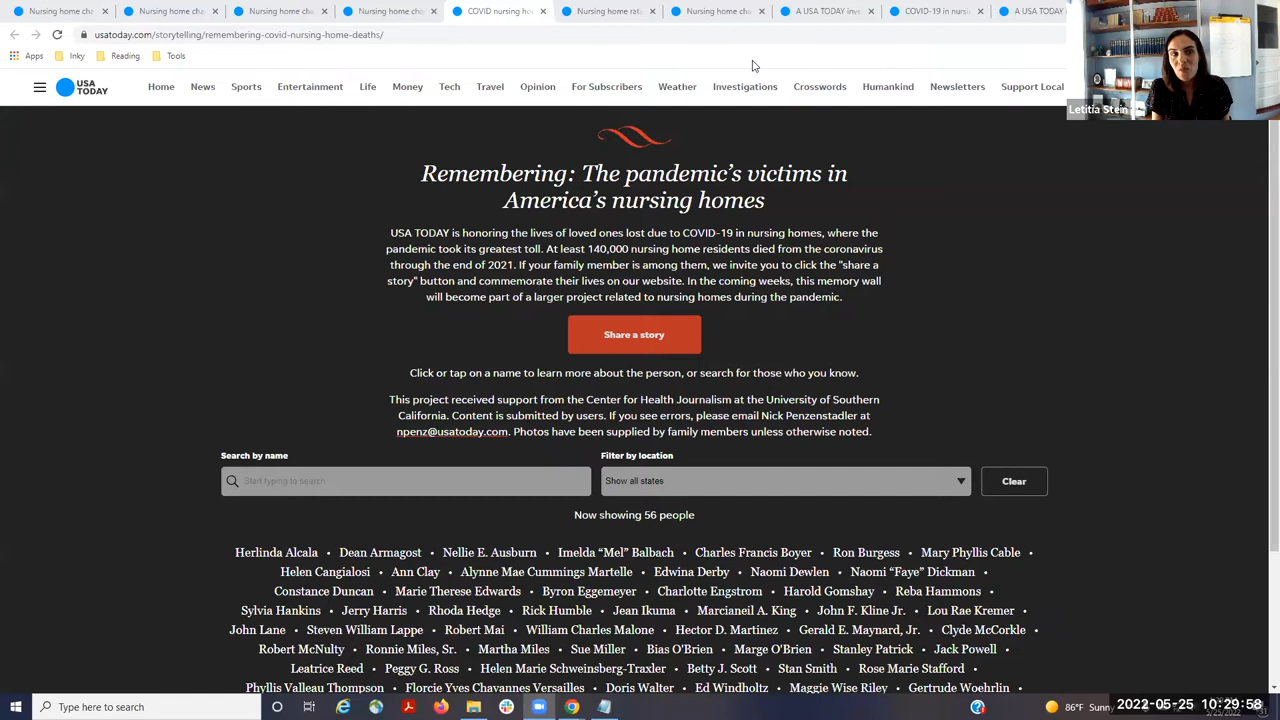 Nursing home cha
Nursing home cha
Nursing home cha
Nursing home cha
COVID nursing ho
Nursing home rat
Nursing home cha
A USA TODAY inv
COVID-19 in nurs
A USA TODAY
usatoday.com/storytelling/remembering-covid-nursing-home-deaths/
Apps
Inky
Reading
Tools
USA TODAY
Home
News
Sports
Entertainment
Life
Money
Tech
Travel
Opinion
For Subscribers
Weather
Investigations
Crosswords
Humankind
Newsletters
Support Local
Letitia Stein
Remembering: The pandemic's victims in
America's nursing homes
USA TODAY is honoring the lives of loved ones lost due to COVID-19 in nursing homes, where the
pandemic took its greatest toll. At least 140,000 nursing home residents died from the coronavirus
through the end of 2021. If your family member is among them, we invite you to click the "share a
story" button and commemorate their lives on our website. In the coming weeks, this memory wall
will become part of a larger project related to nursing homes during the pandemic.
Share a story
Click or tap on a name to learn more about the person, or search for those who you know.
This project received support from the Center for Health Journalism at the University of Southern
California. Content is submitted by users. If you see errors, please email Nick Penzenstadler at
npenz@usatoday.com. Photos have been supplied by family members unless otherwise noted.
Search by name
Filter by location
Start typing to search
Show all states
Clear
Now showing 56 people
Herlinda Alcala • Dean Armagost • Nellie E. Ausburn • Imelda “Mel” Balbach • Charles Francis Boyer • Ron Burgess • Mary Phyllis Cable •
Helen Cangialosi • Ann Clay • Alynne Mae Cummings Martelle • Edwina Derby • Naomi Dewlen • Naomi “Faye” Dickman •
Constance Duncan • Marie Therese Edwards • Byron Eggemeyer • Charlotte Engstrom • Harold Gomshay • Reba Hammons •
Sylvia Hankins • Jerry Harris • Rhoda Hedge • Rick Humble • Jean Ikuma • Marcianeil A. King • John F. Kline Jr. • Lou Rae Kremer •
John Lane • Steven William Lappe • Robert Mai • William Charles Malone • Hector D. Martinez • Gerald E. Maynard, Jr. • Clyde McCorkle •
Robert McNulty • Ronnie Miles, Sr. • Martha Miles • Sue Miller • Bias O'Brien • Marge O'Brien • Stanley Patrick • Jack Powell •
Leatrice Reed • Peggy G. Ross • Helen Marie Schweinsberg-Traxler • Betty J. Scott • Stan Smith • Rose Marie Stafford •
Phyllis Valleau Thompson • Florcie Yves Chavannes Versailles • Doris Walter • Ed Windholtz • Maggie Wise Riley • Gertrude Woehrlin •
Type here to search
86°F Sunny
2022-05-25 10:29:58